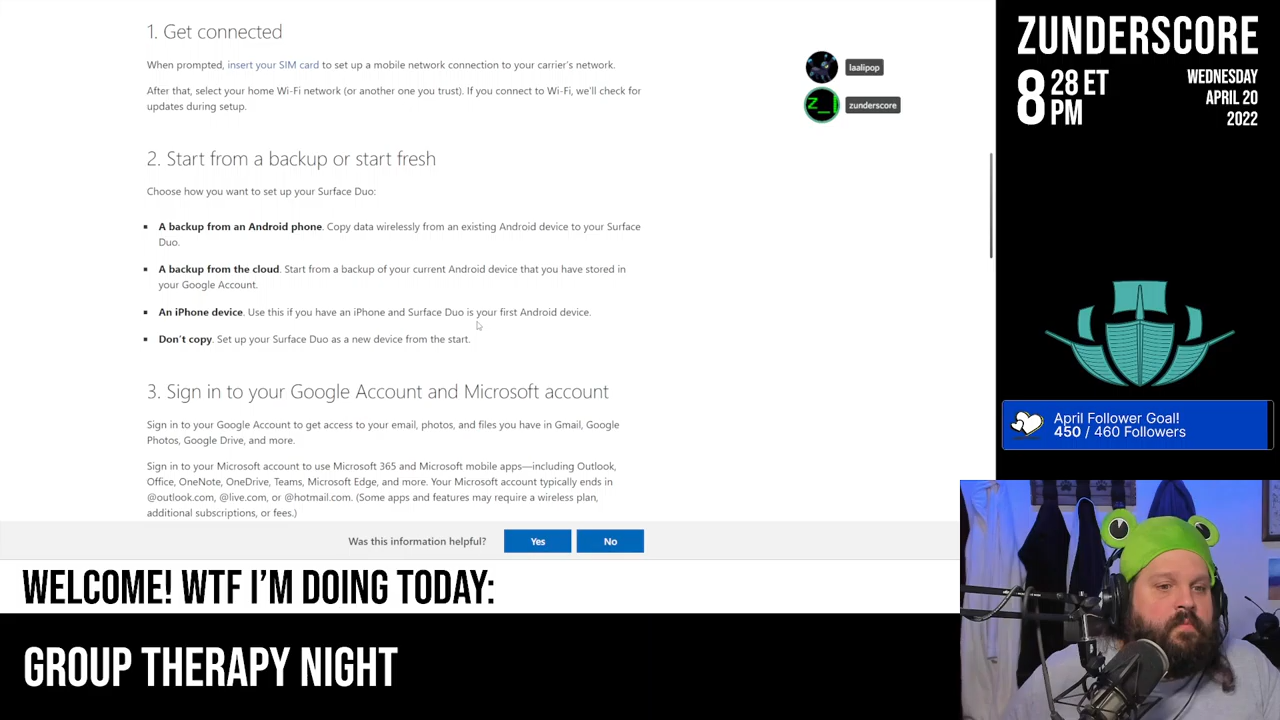 1. Get connected
When prompted, insert your SIM card to set up a mobile network connection to your carrier's network.
After that, select your home Wi-Fi network (or another one you trust). If you connect to Wi-Fi, we'll check for
updates during setup.
2. Start from a backup or start fresh
Choose how you want to set up your Surface Duo:
▪ A backup from an Android phone. Copy data wirelessly from an existing Android device to your Surface
Duo.
▪ A backup from the cloud. Start from a backup of your current Android device that you have stored in
your Google Account.
▪ An iPhone device. Use this if you have an iPhone and Surface Duo is your first Android device.
▪ Don't copy. Set up your Surface Duo as a new device from the start.
3. Sign in to your Google Account and Microsoft account
Sign in to your Google Account to get access to your email, photos, and files you have in Gmail, Google
Photos, Google Drive, and more.
Sign in to your Microsoft account to use Microsoft 365 and Microsoft mobile apps—including Outlook,
Office, OneNote, OneDrive, Teams, Microsoft Edge, and more. Your Microsoft account typically ends in
@outlook.com, @live.com, or @hotmail.com. (Some apps and features may require a wireless plan,
additional subscriptions, or fees.)
Was this information helpful? Yes No
laalipop
z_ zunderscore
ZUNDERSCORE
8 28 ET
PM
WEDNESDAY
APRIL 20
2022
April Follower Goal!
450 / 460 Followers
WELCOME! WTF I'M DOING TODAY:
GROUP THERAPY NIGHT